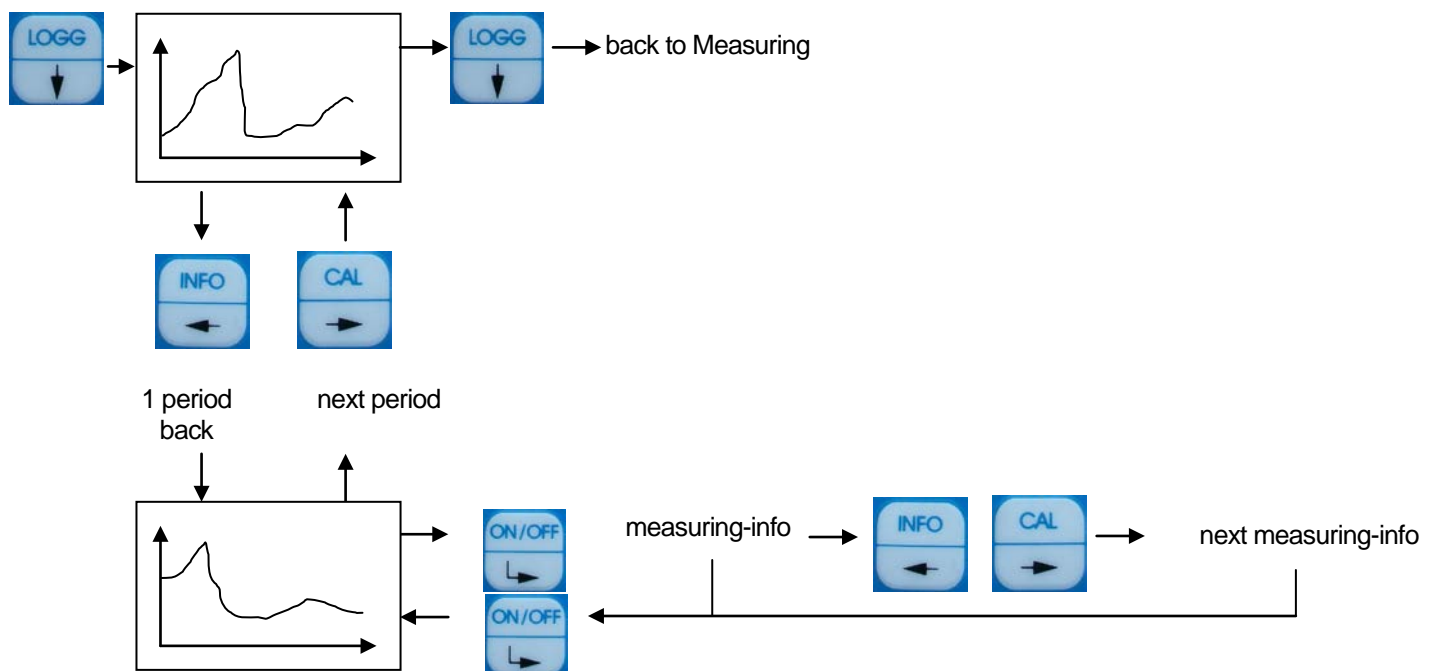 LOGG
LOGG
back to Measuring
INFO
CAL
1 period
back
next period
ON/OFF
measuring-info
INFO
CAL
next measuring-info
ON/OFF